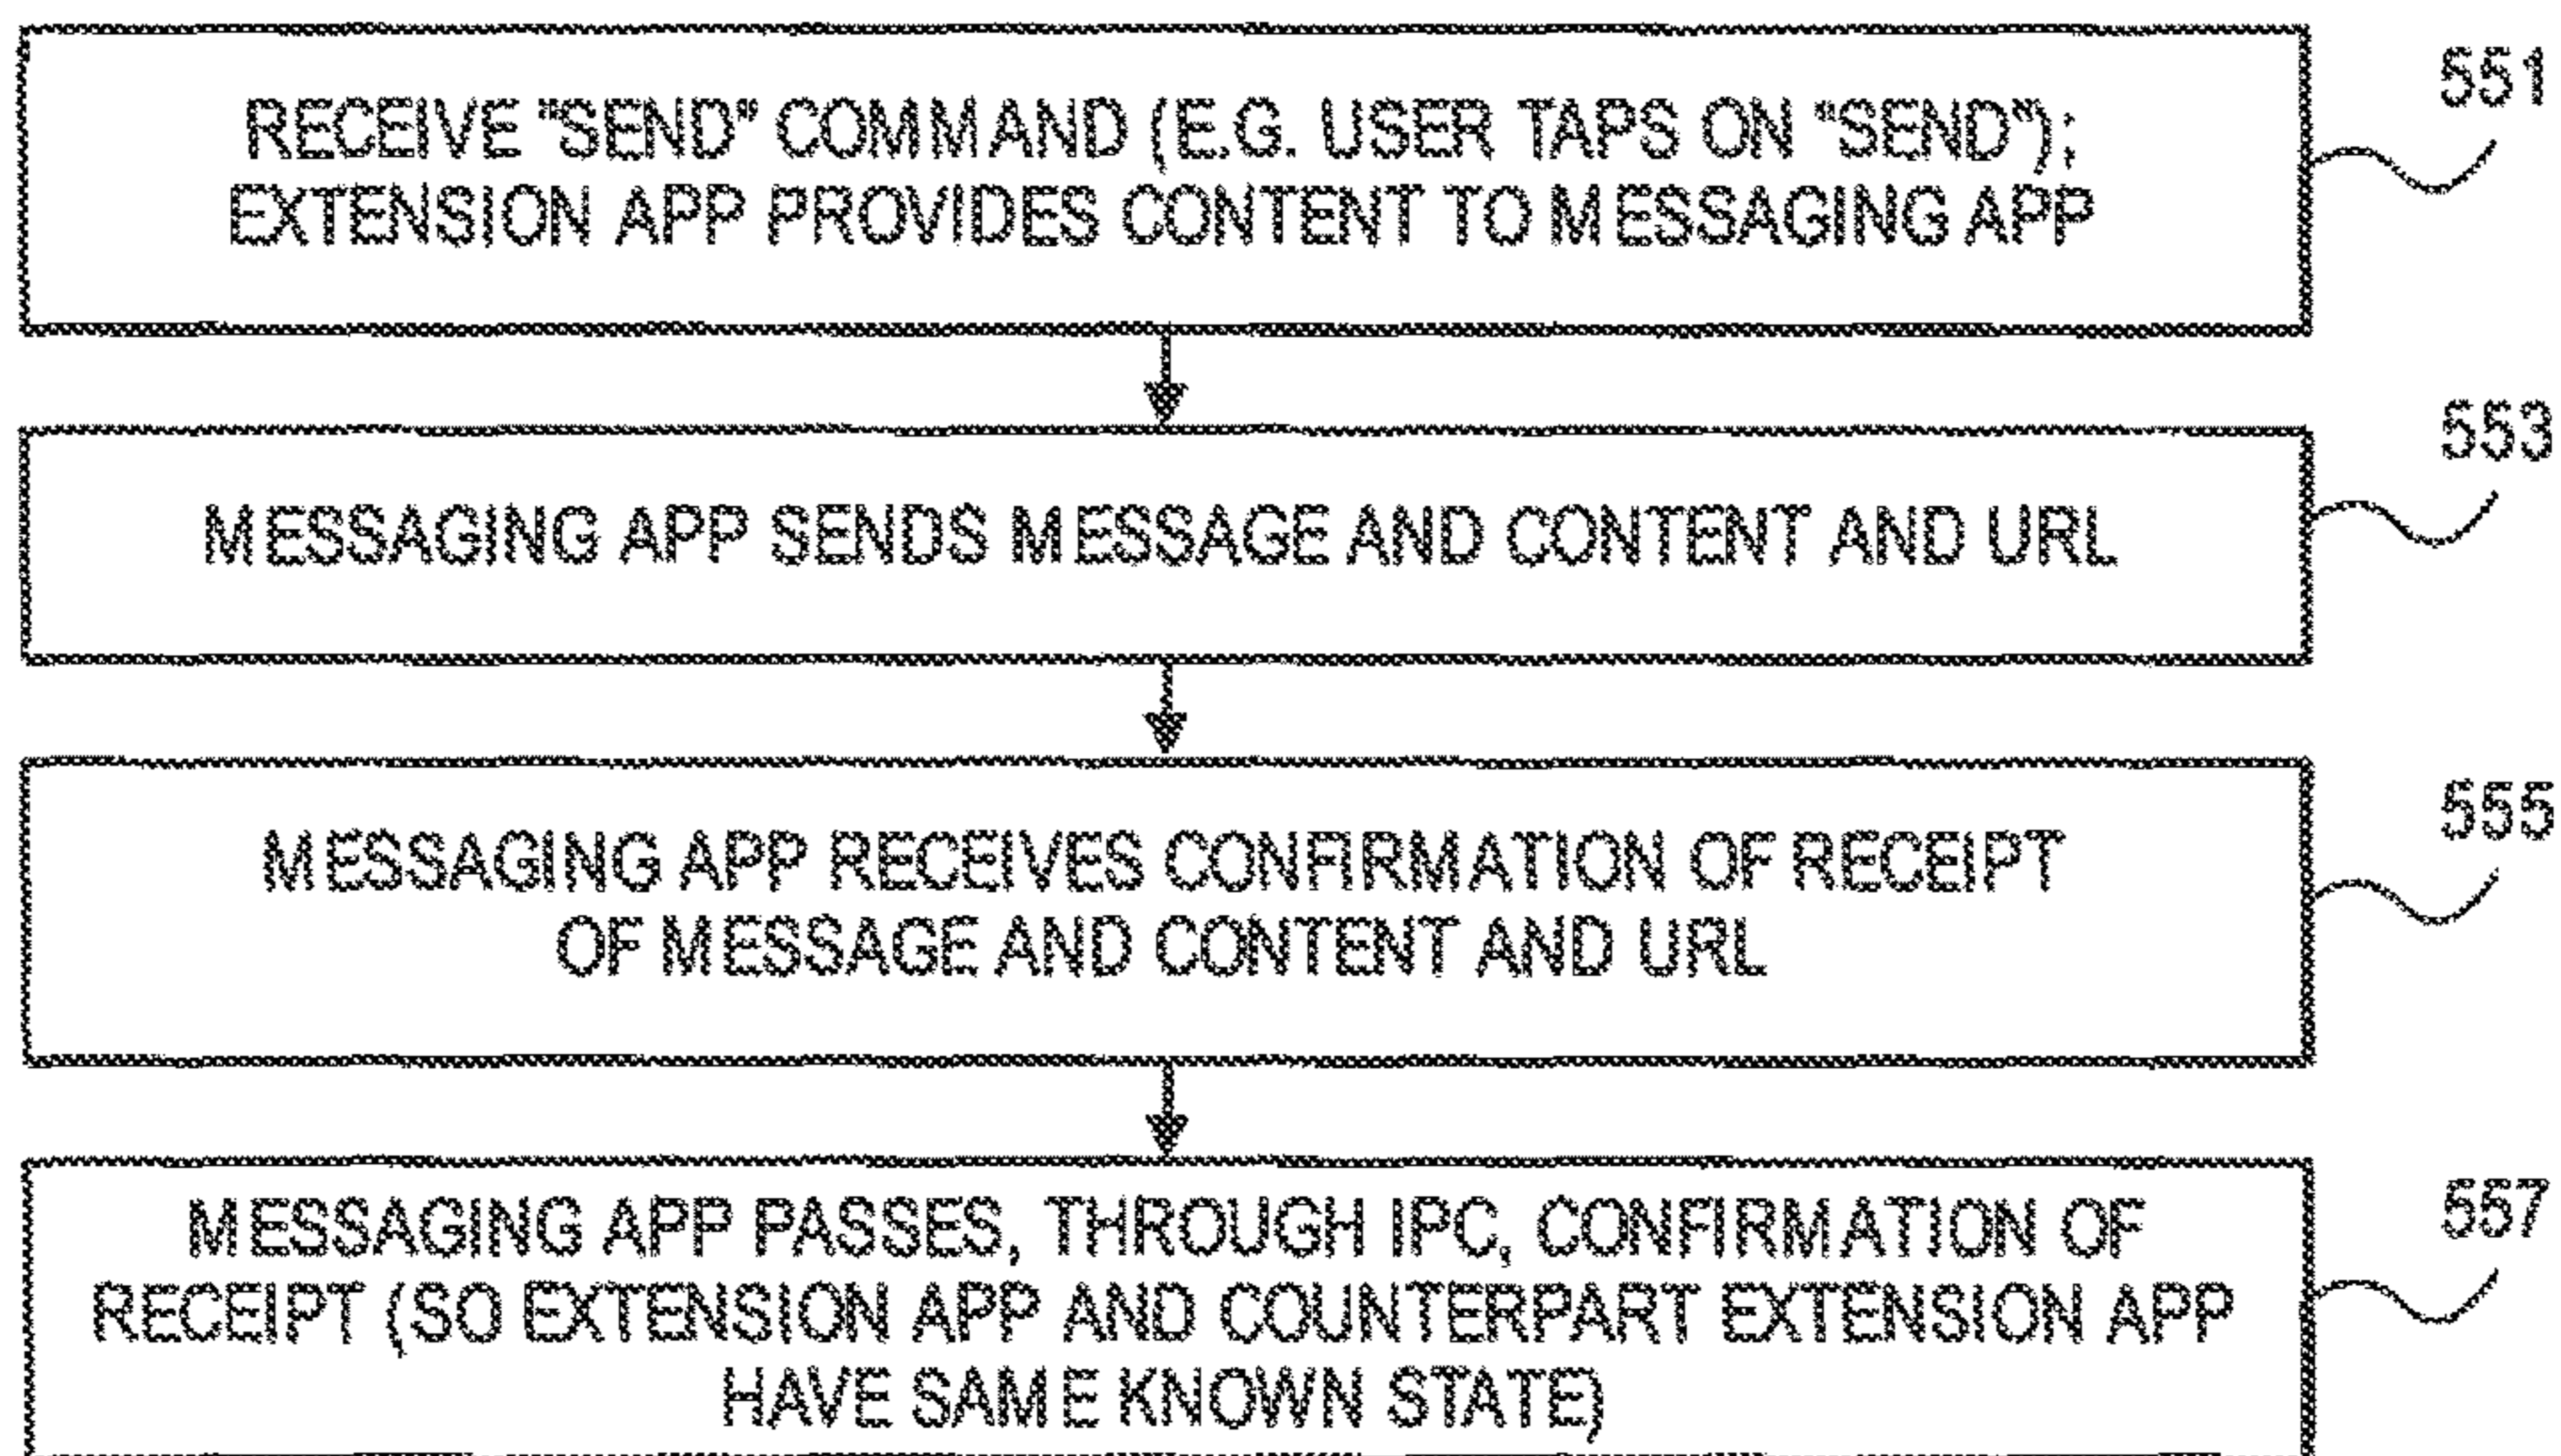 RECEIVE "SEND" COMMAND (E.G. USER TAPS ON "SEND");
EXTENSION APP PROVIDES CONTENT TO MESSAGING APP
551
MESSAGING APP SENDS MESSAGE AND CONTENT AND URL
553
MESSAGING APP RECEIVES CONFIRMATION OF RECEIPT
OF MESSAGE AND CONTENT AND URL
555
MESSAGING APP PASSES, THROUGH IPC, CONFIRMATION OF
RECEIPT (SO EXTENSION APP AND COUNTERPART EXTENSION APP
HAVE SAME KNOWN STATE)
557